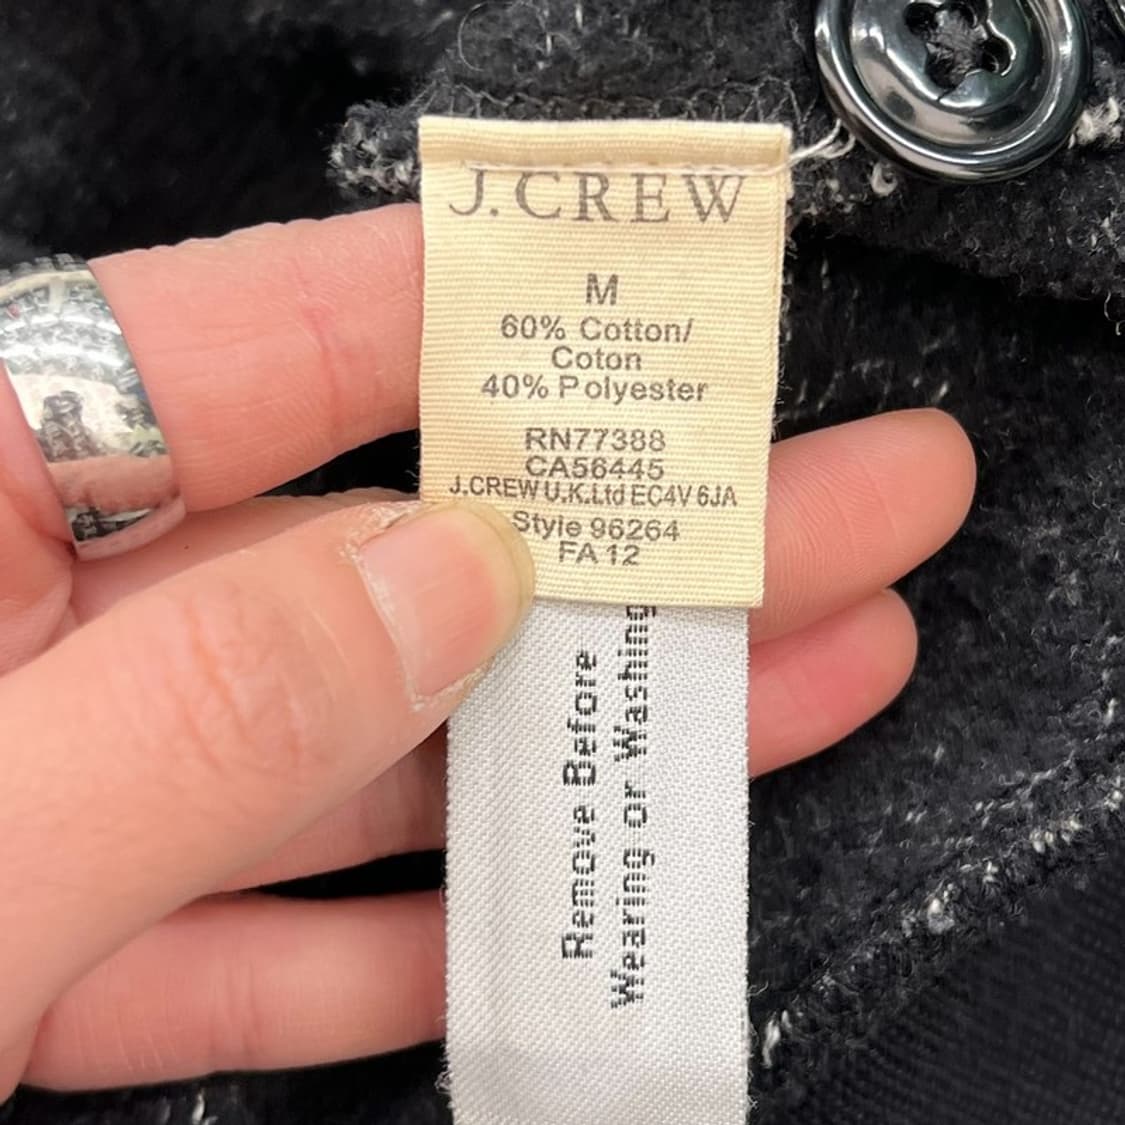 J.CREW
M
60% Cotton/
Coton
40% Polyester
RN77388
CA56445
J.CREW U.K.Ltd EC4V 6JA
Style 96264
FA 12
Remove Before
Wearing or Washing